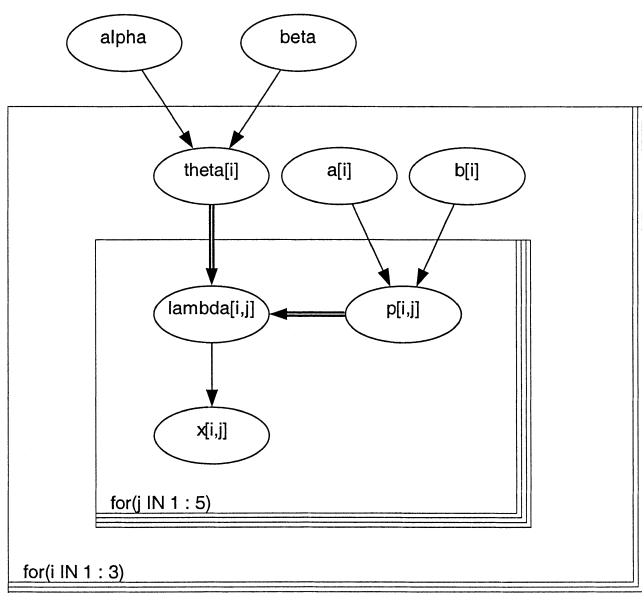 alpha
beta
theta[i]
a[i]
b[i]
lambda[i,j]
p[i,j]
x[i,j]
for(j IN 1 : 5)
for(i IN 1 : 3)